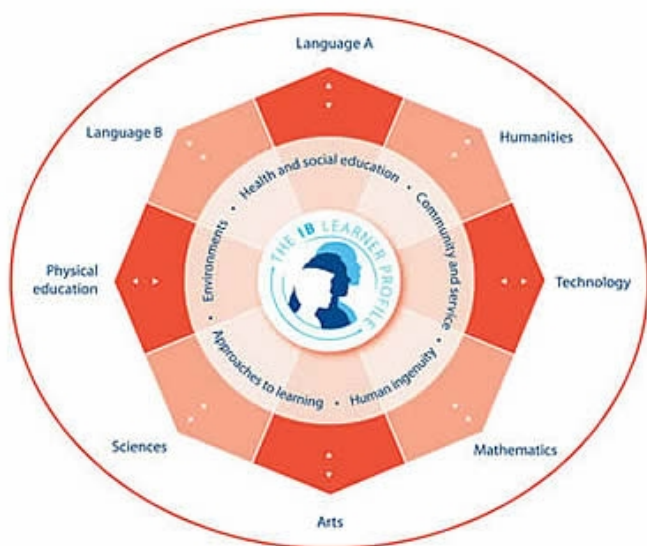 Language A
Humanities
Technology
Mathematics
Arts
Sciences
Physical
education
Language B
Health and social education
Community and service
Human ingenuity
Approaches to learning
Environments
THE IB LEARNER PROFILE